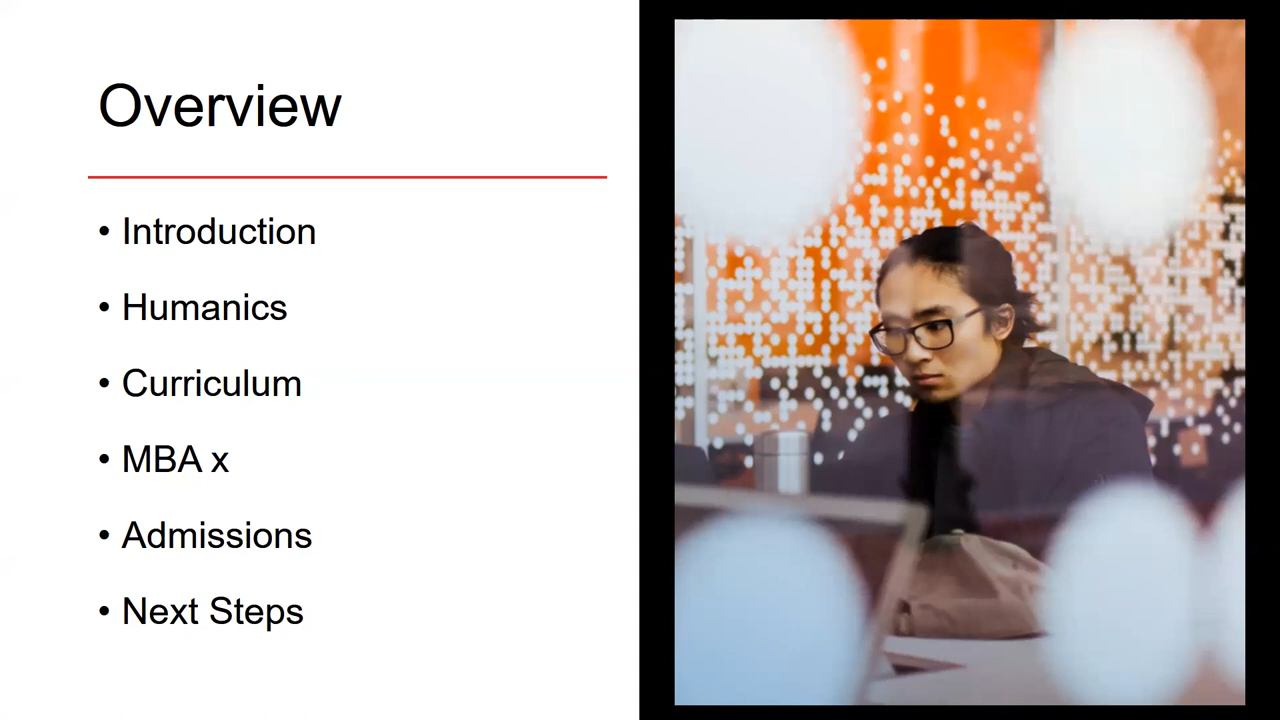 Overview
• Introduction
• Humanics
• Curriculum
• MBA x
• Admissions
• Next Steps